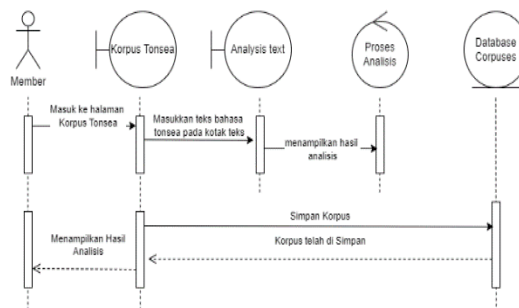 Member
Korpus Tonsea
Analysis text
Proses
Analisis
Database
Corpuses
Masuk ke halaman
Korpus Tonsea
Masukkan teks bahasa
tonsea pada kotak teks
menampilkan hasil
analisis
Simpan Korpus
Korpus telah di Simpan
Menampilkan Hasil
Analisis